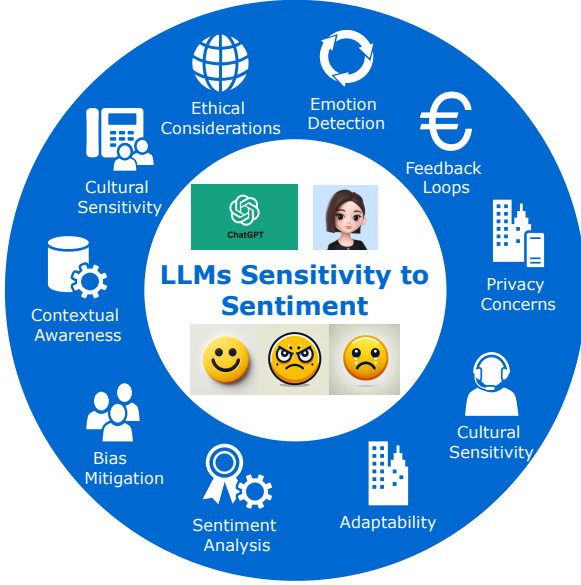 Ethical
Considerations
Emotion
Detection
Feedback
Loops
Privacy
Concerns
Cultural
Sensitivity
Adaptability
Sentiment
Analysis
Bias
Mitigation
Contextual
Awareness
Cultural
Sensitivity
ChatGPT
LLMs Sensitivity to
Sentiment